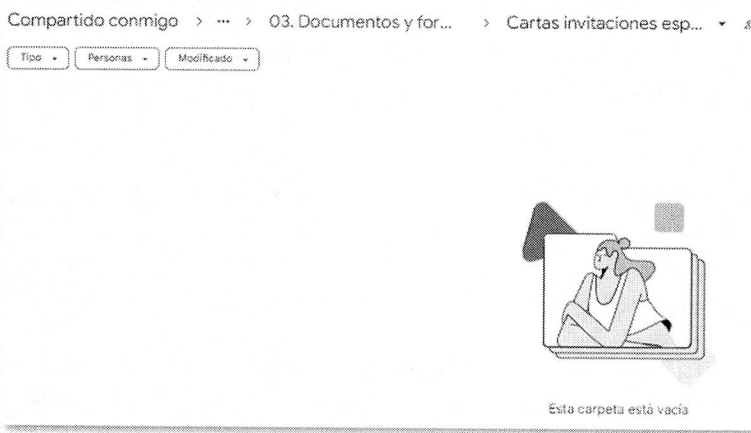 Compartido conmigo > ... > 03. Documentos y for... > Cartas invitaciones esp...
Tipo Personas Modificado
Esta carpeta está vacía